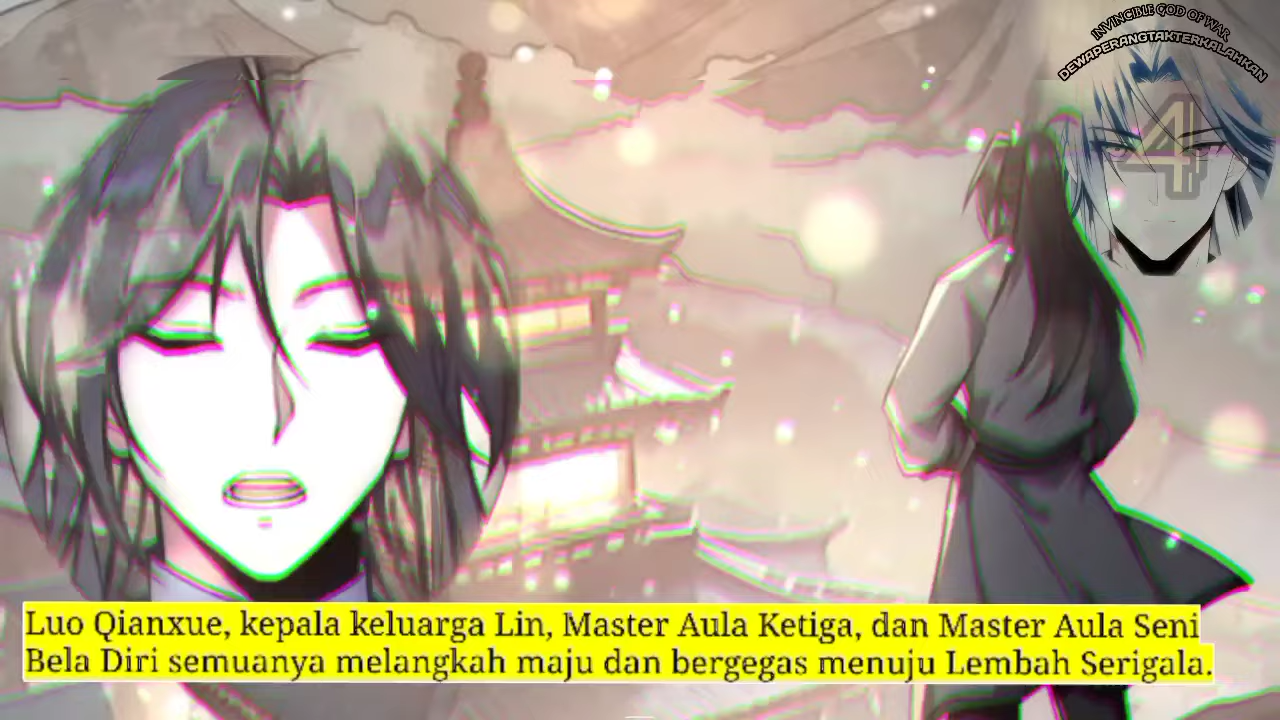 INVINCIBLE GOD OF WAR
DEWAPERANGTAKTERKALAHKAN
4
Luo Qianxue, kepala keluarga Lin, Master Aula Ketiga, dan Master Aula Seni
Bela Diri semuanya melangkah maju dan bergegas menuju Lembah Serigala.